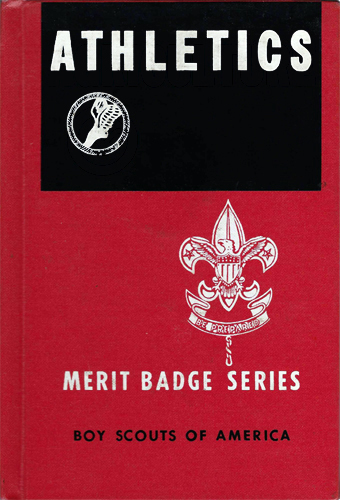 ATHLETICS
BE PREPARED
MERIT BADGE SERIES
BOY SCOUTS OF AMERICA